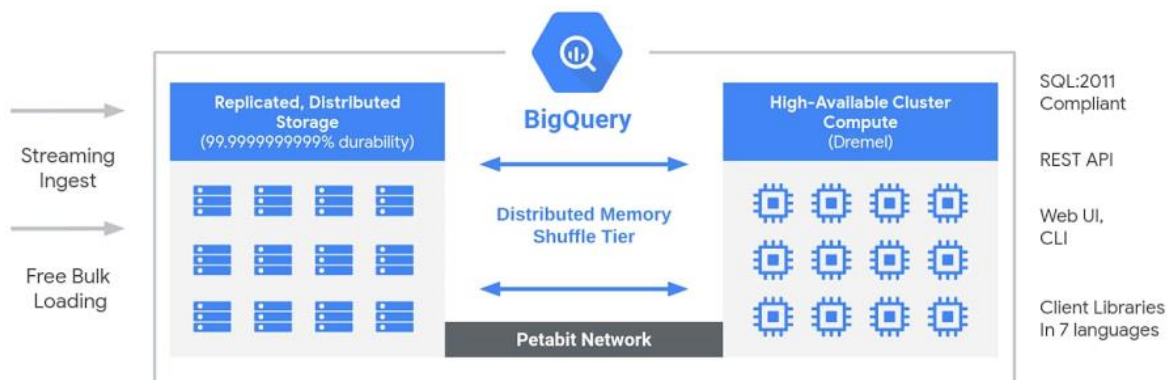 Streaming
Ingest
Free Bulk
Loading
Replicated, Distributed
Storage
(99.9999999999% durability)
BigQuery
Distributed Memory
Shuffle Tier
Petabit Network
High-Available Cluster
Compute
(Dremel)
SQL:2011
Compliant
REST API
Web UI,
CLI
Client Libraries
In 7 languages